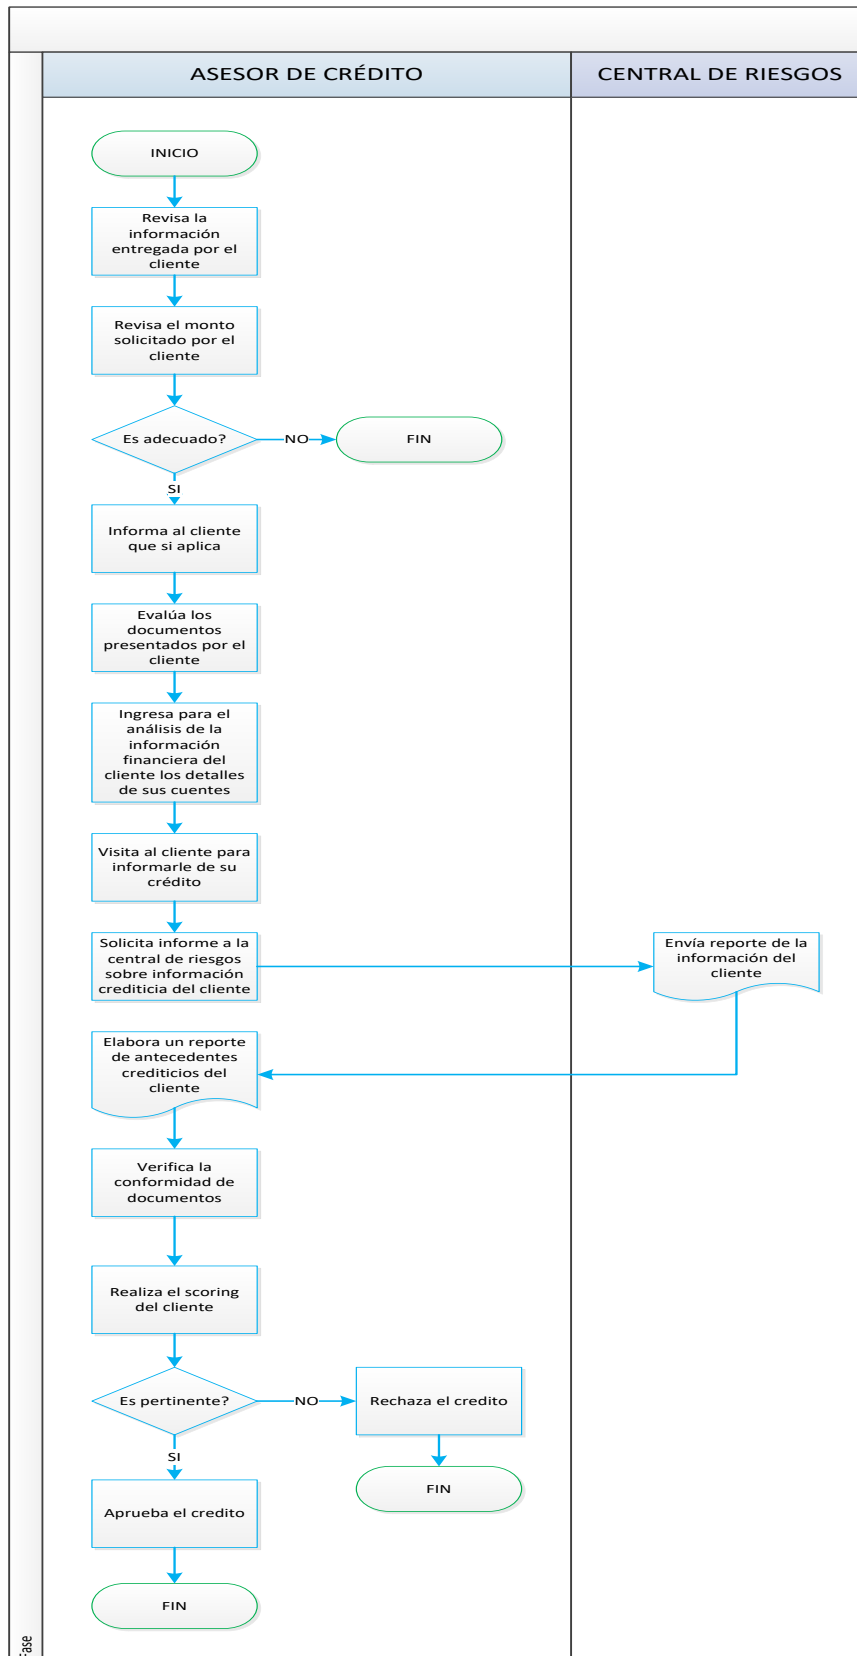 ASESOR DE CRÉDITO
CENTRAL DE RIESGOS
INICIO
Revisa la
información
entregada por el
cliente
Revisa el monto
solicitado por el
cliente
Es adecuado?
NO
FIN
SI
Informa al cliente
que si aplica
Evalúa los
documentos
presentados por el
cliente
Ingresa para el
análisis de la
información
financiera del
cliente los detalles
de sus cuentes
Visita al cliente para
informarle de su
crédito
Solicita informe a la
central de riesgos
sobre información
crediticia del cliente
Envía reporte de la
información del
cliente
Elabora un reporte
de antecedentes
crediticios del
cliente
Verifica la
conformidad de
documentos
Realiza el scoring
del cliente
Es pertinente?
NO
Rechaza el credito
SI
FIN
Aprueba el credito
FIN
Fase